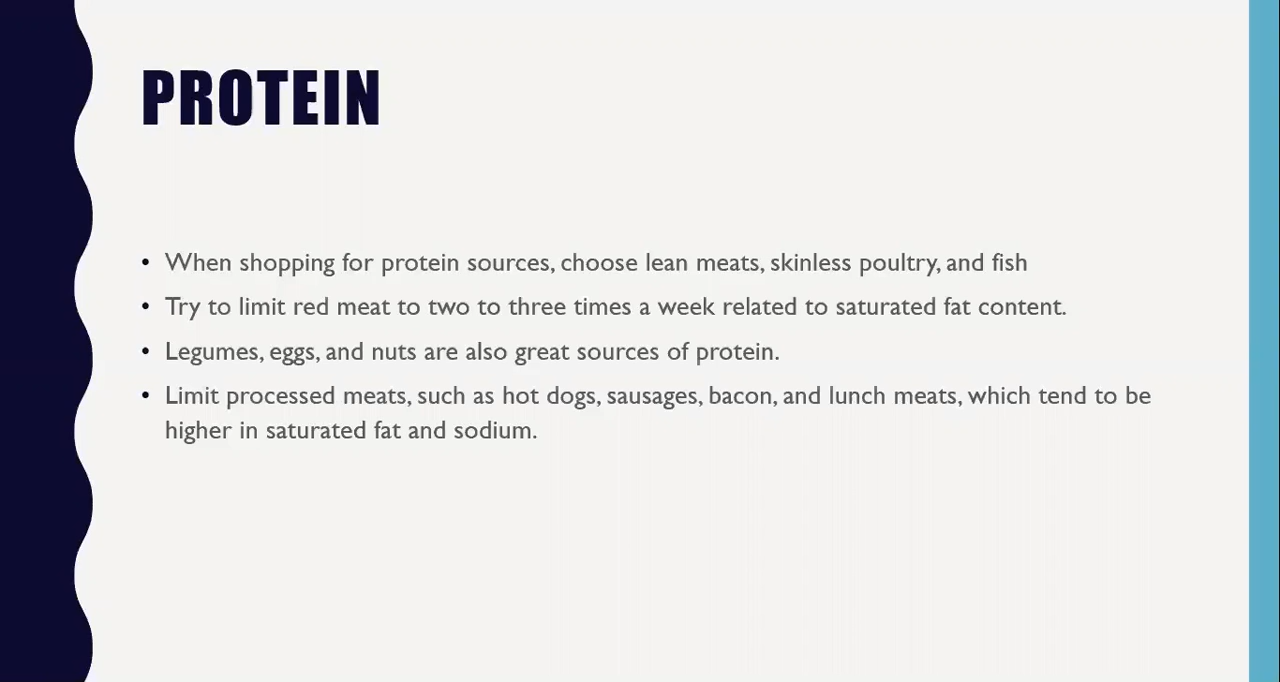 PROTEIN
• When shopping for protein sources, choose lean meats, skinless poultry, and fish
• Try to limit red meat to two to three times a week related to saturated fat content.
• Legumes, eggs, and nuts are also great sources of protein.
• Limit processed meats, such as hot dogs, sausages, bacon, and lunch meats, which tend to be
higher in saturated fat and sodium.